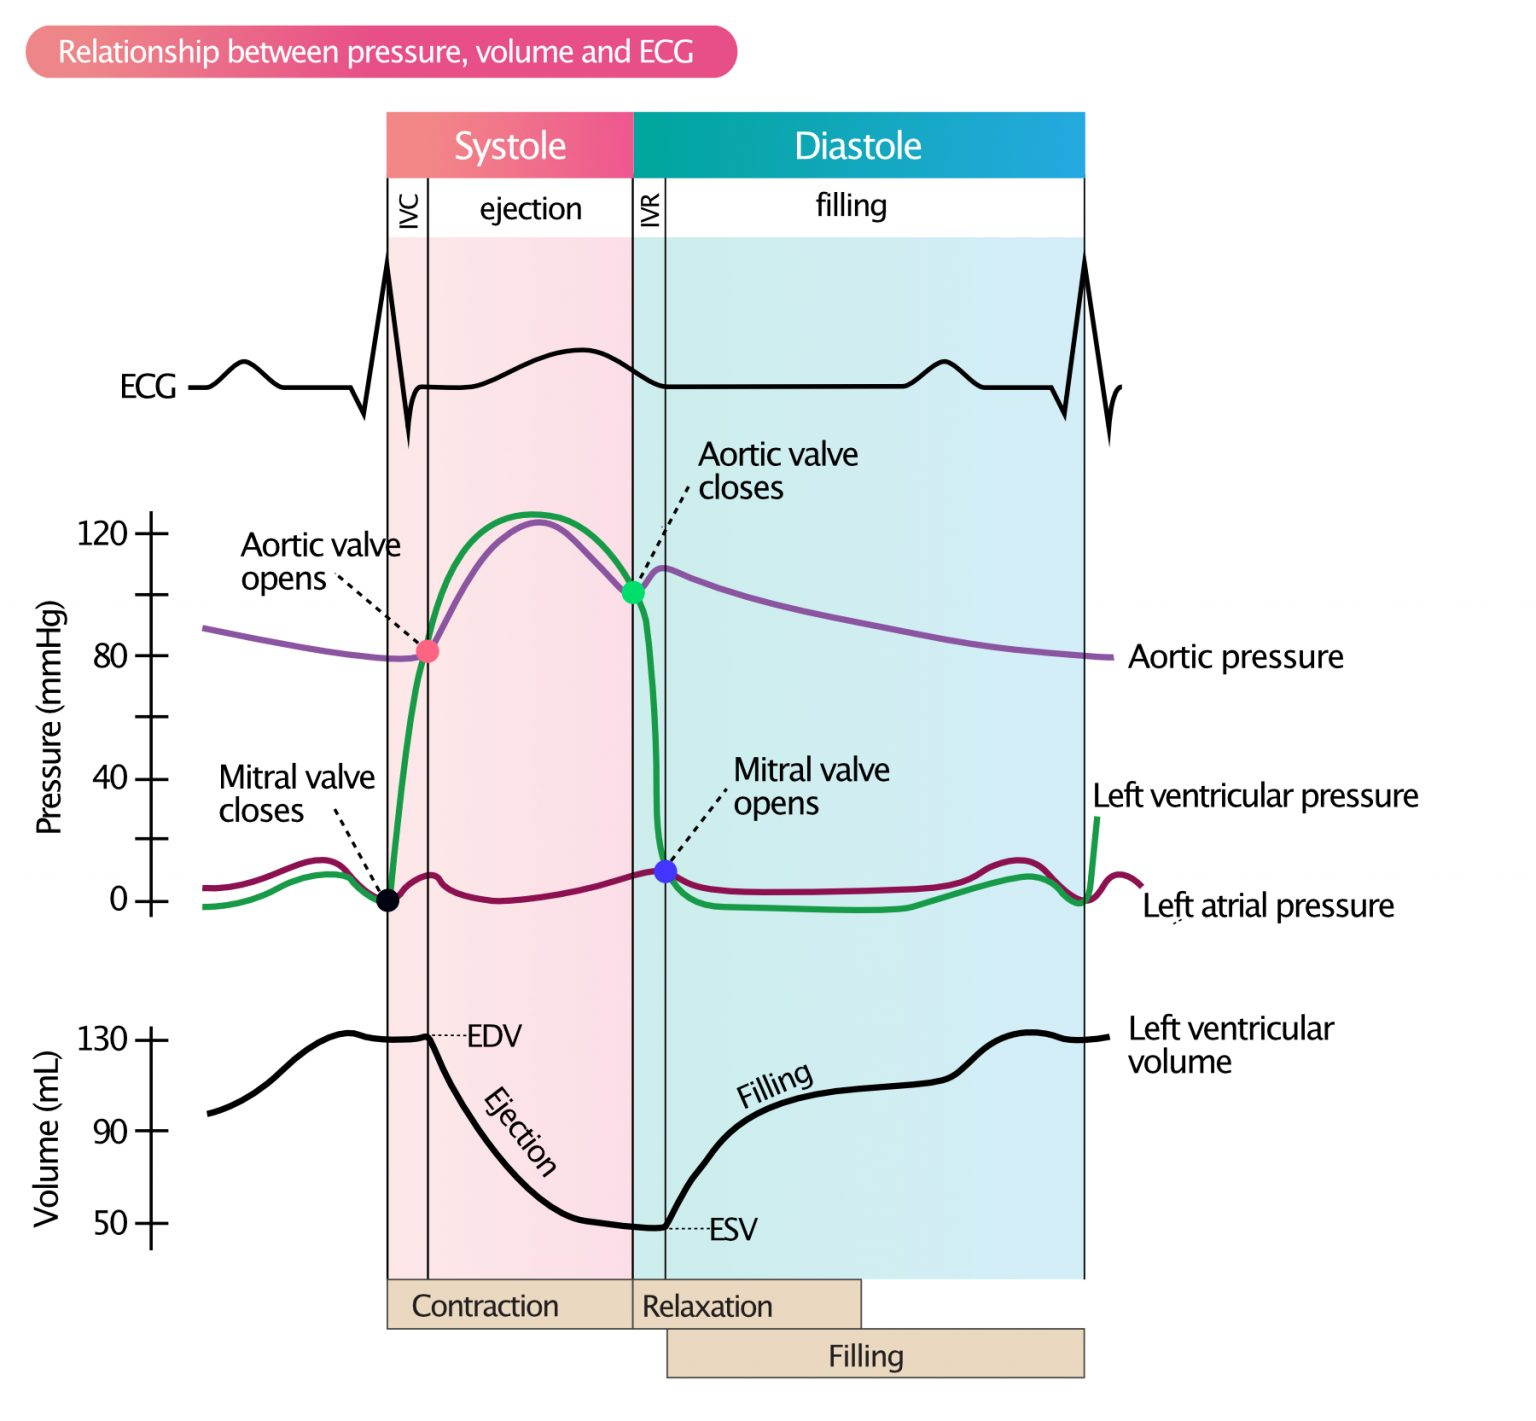 Relationship between pressure, volume and ECG
Systole
Diastole
IVC
ejection
IVR
filling
ECG
Aortic valve
closes
Aortic valve
opens
120
80
40
0
Pressure (mmHg)
Aortic pressure
Mitral valve
closes
Mitral valve
opens
Left ventricular pressure
Left atrial pressure
130
90
50
Volume (mL)
EDV
Ejection
Filling
ESV
Left ventricular
volume
Contraction
Relaxation
Filling